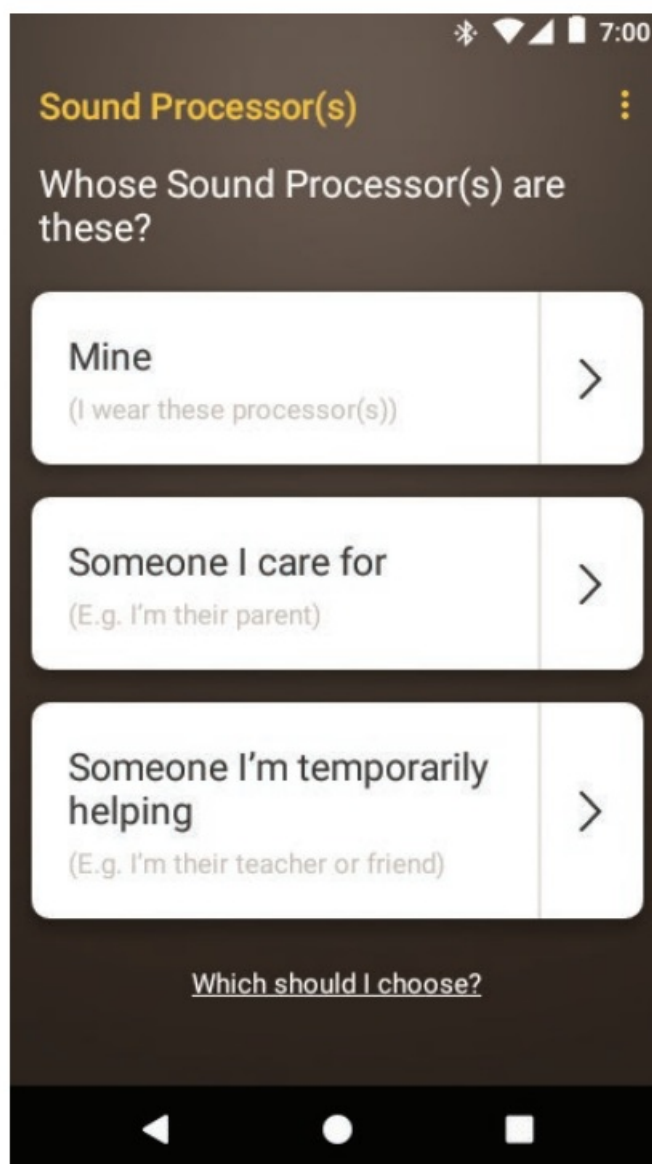 7:00
Sound Processor(s)
Whose Sound Processor(s) are
these?
Mine
(I wear these processor(s))
Someone I care for
(E.g. I’m their parent)
Someone I’m temporarily
helping
(E.g. I’m their teacher or friend)
Which should I choose?